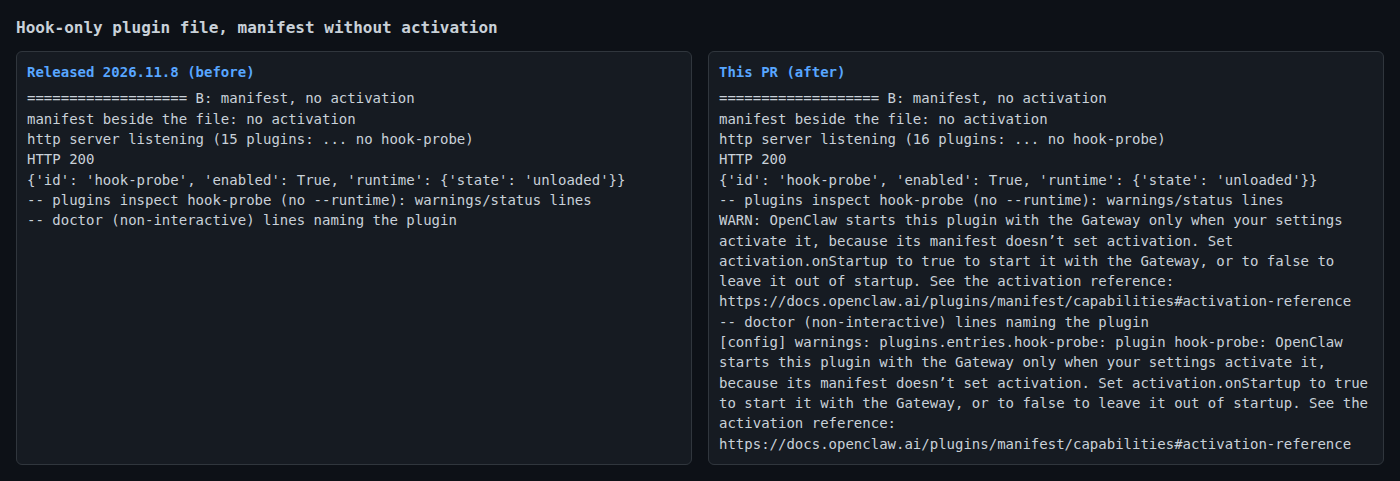 Hook-only plugin file, manifest without activation
Released 2026.11.8 (before)
=================== B: manifest, no activation
manifest beside the file: no activation
http server listening (15 plugins: ... no hook-probe)
HTTP 200
{'id': 'hook-probe', 'enabled': True, 'runtime': {'state': 'unloaded'}}
-- plugins inspect hook-probe (no --runtime): warnings/status lines
-- doctor (non-interactive) lines naming the plugin
This PR (after)
=================== B: manifest, no activation
manifest beside the file: no activation
http server listening (16 plugins: ... no hook-probe)
HTTP 200
{'id': 'hook-probe', 'enabled': True, 'runtime': {'state': 'unloaded'}}
-- plugins inspect hook-probe (no --runtime): warnings/status lines
WARN: OpenClaw starts this plugin with the Gateway only when your settings
activate it, because its manifest doesn’t set activation. Set
activation.onStartup to true to start it with the Gateway, or to false to
leave it out of startup. See the activation reference:
https://docs.openclaw.ai/plugins/manifest/capabilities#activation-reference
-- doctor (non-interactive) lines naming the plugin
[config] warnings: plugins.entries.hook-probe: plugin hook-probe: OpenClaw
starts this plugin with the Gateway only when your settings activate it,
because its manifest doesn’t set activation. Set activation.onStartup to true
to start it with the Gateway, or to false to leave it out of startup. See the
activation reference:
https://docs.openclaw.ai/plugins/manifest/capabilities#activation-reference